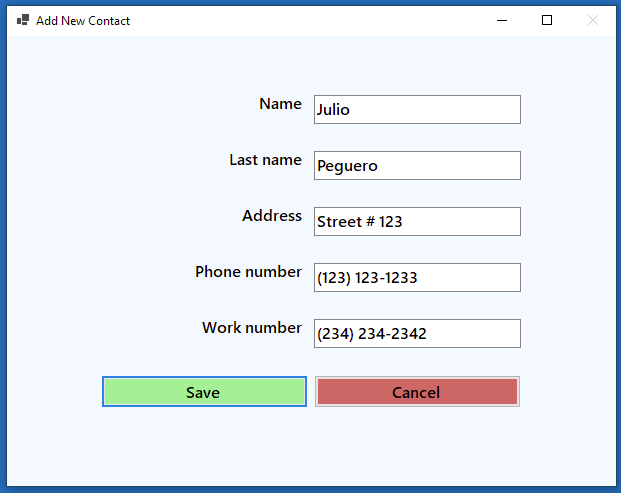 Add New Contact
Name Julio
Last name Peguero
Address Street # 123
Phone number (123) 123-1233
Work number (234) 234-2342
Save Cancel